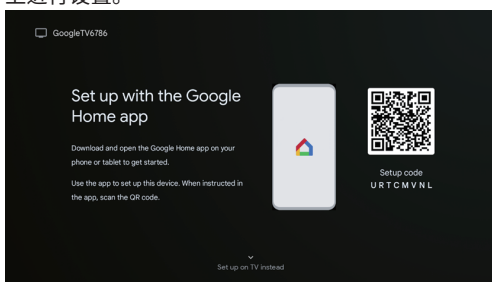 上进行设置。
GoogleTV6786
Set up with the Google
Home app
Download and open the Google Home app on your
phone or tablet to get started.
Use the app to set up this device. When instructed in
the app, scan the QR code.
Setup code
URTCMVNL
Set up on TV instead